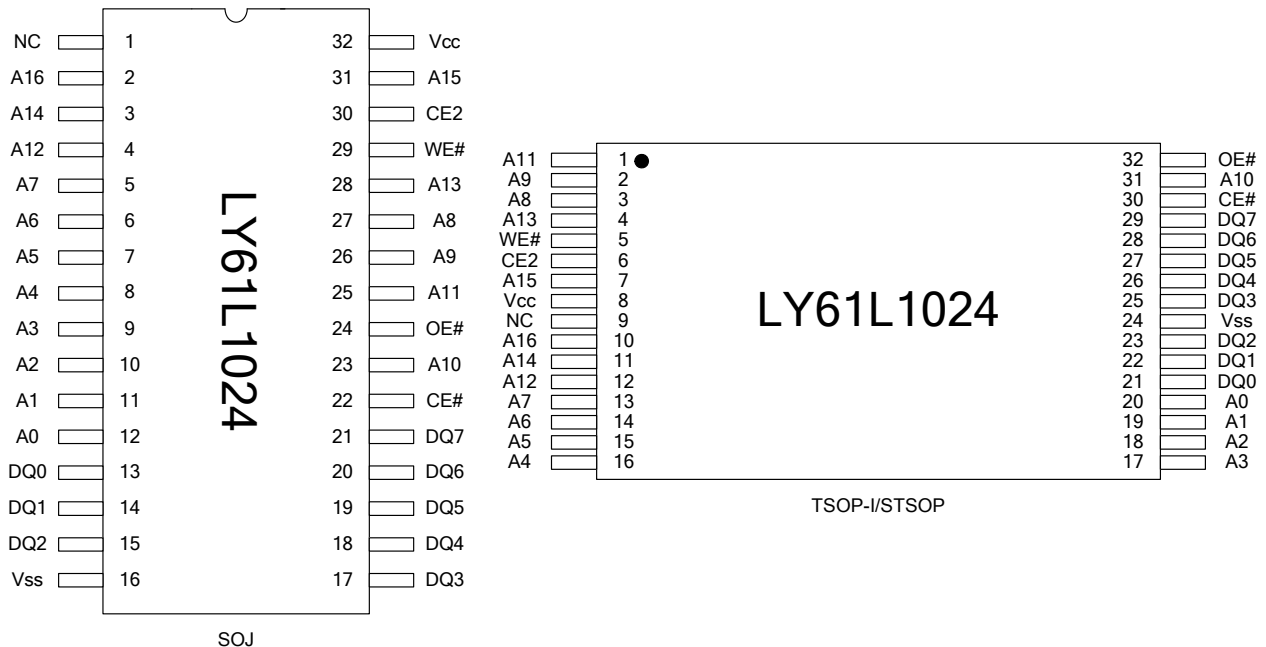 NC 1 32 Vcc
A16 2 31 A15
A14 3 30 CE2
A12 4 29 WE#
A7 5 28 A13
A6 6 27 A8
A5 7 26 A9
A4 8 25 A11
A3 9 24 OE#
A2 10 23 A10
A1 11 22 CE#
A0 12 21 DQ7
DQ0 13 20 DQ6
DQ1 14 19 DQ5
DQ2 15 18 DQ4
Vss 16 17 DQ3
LY61L1024
SOJ
A11 1 32 OE#
A9 2 31 A10
A8 3 30 CE#
A13 4 29 DQ7
WE# 5 28 DQ6
CE2 6 27 DQ5
A15 7 26 DQ4
Vcc 8 25 DQ3
NC 9 24 Vss
A16 10 23 DQ2
A14 11 22 DQ1
A12 12 21 DQ0
A7 13 20 A0
A6 14 19 A1
A5 15 18 A2
A4 16 17 A3
LY61L1024
TSOP-I/STSOP